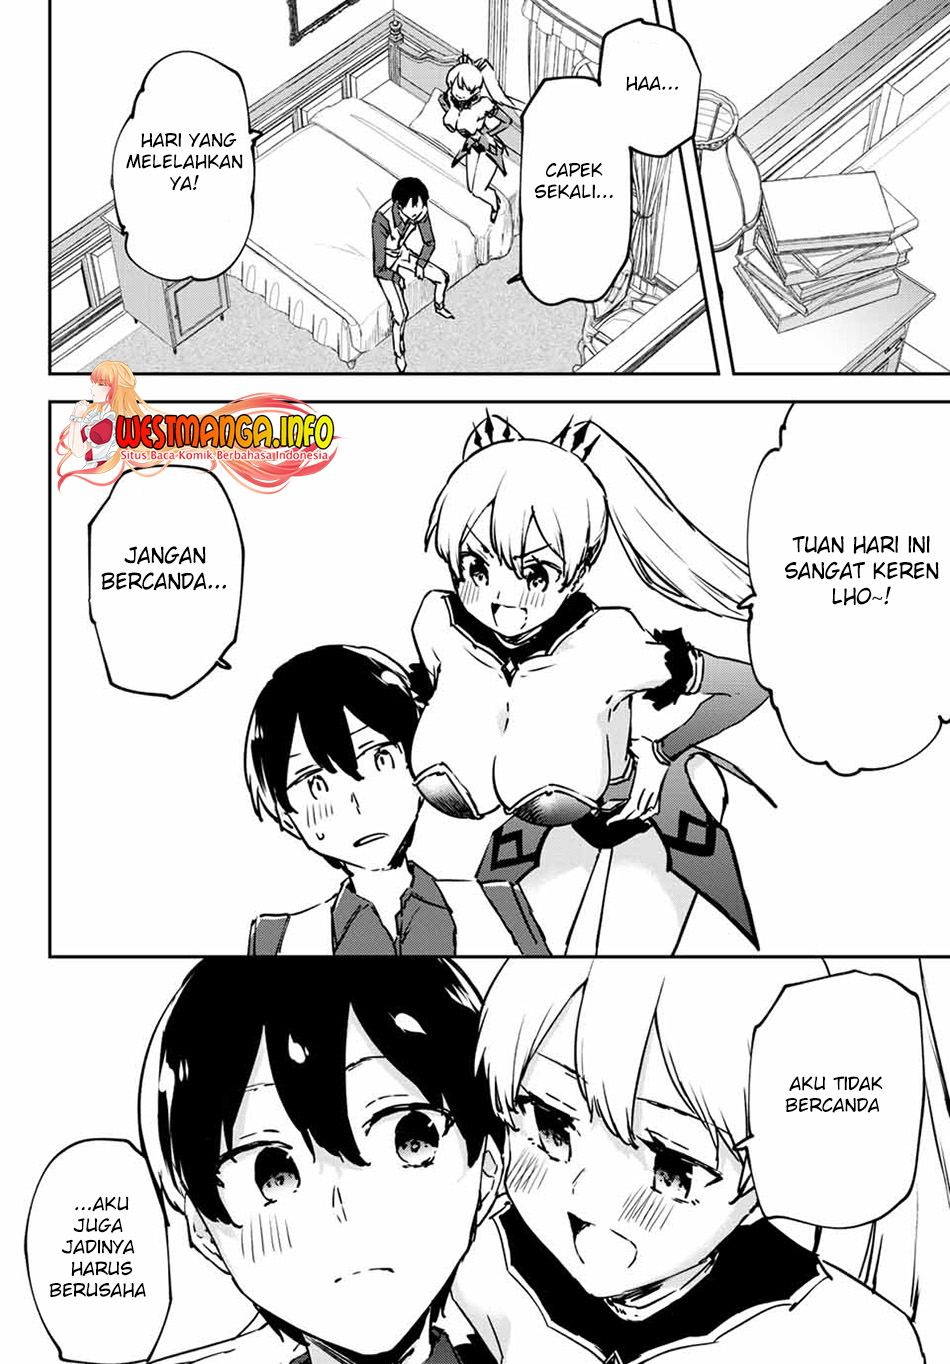 HAA...
CAPEK
SEKALI...
HARI YANG
MELELAHKAN
YA!
WESTMANGA.INFO
Situs Baca Komik Berbahasa Indonesia
TUAN HARI INI
SANGAT KEREN
LHO~!
JANGAN
BERCANDA...
AKU TIDAK
BERCANDA
...AKU
JUGA
JADINYA
HARUS
BERUSAHA